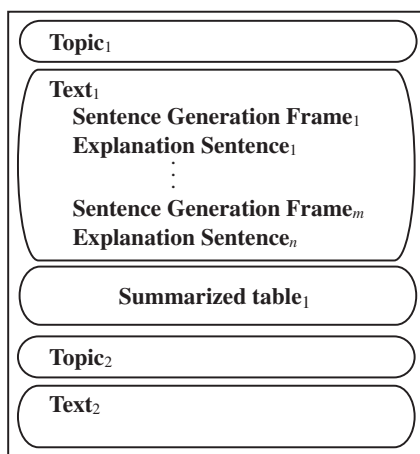 Topic₁
Text₁
Sentence Generation Frame₁
Explanation Sentence₁
⋮
Sentence Generation Frameₘ
Explanation Sentenceₙ
Summarized table₁
Topic₂
Text₂